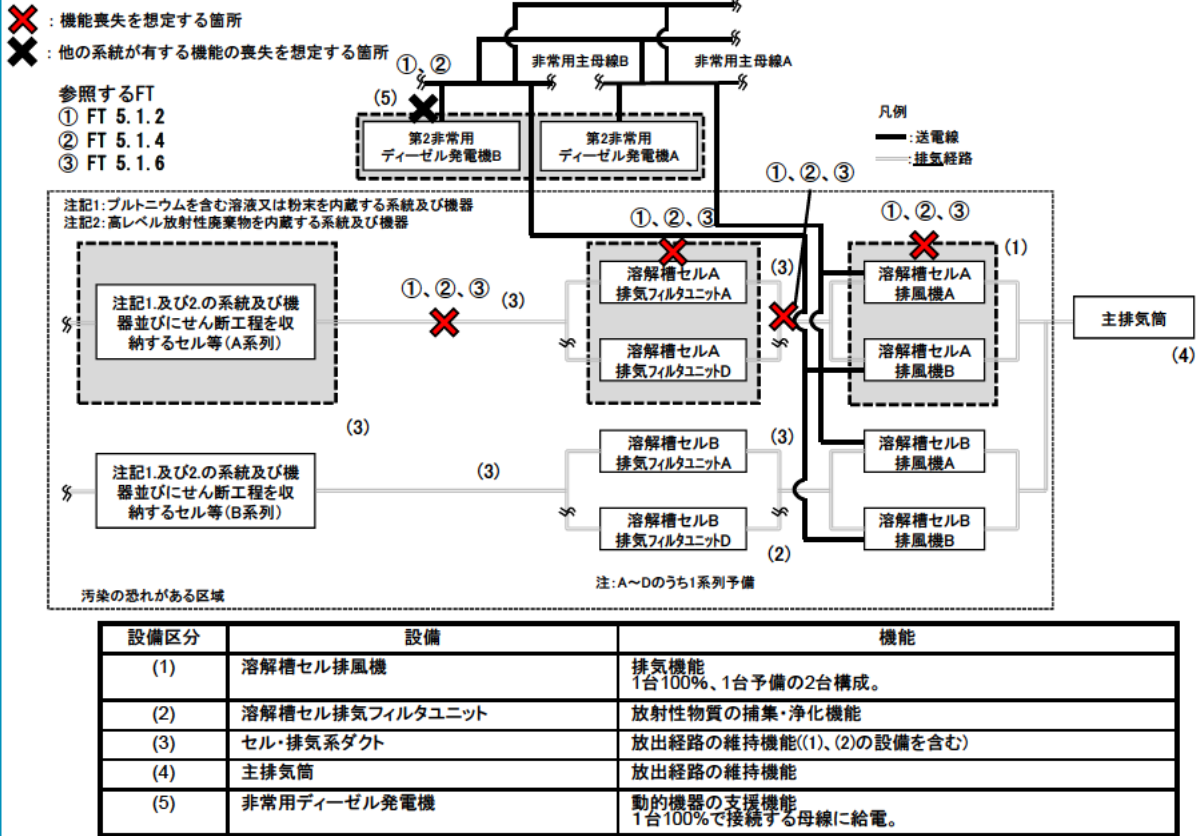 ：機能喪失を想定する箇所
：他の系統が有する機能の喪失を想定する箇所
参照するFT
① FT 5.1.2
② FT 5.1.4
③ FT 5.1.6
①、②
(5)
非常用主母線B
非常用主母線A
第2非常用
ディーゼル発電機B
第2非常用
ディーゼル発電機A
凡例
：送電線
：排気経路
注記1：プルトニウムを含む溶液又は粉末を内蔵する系統及び機器
注記2：高レベル放射性廃棄物を内蔵する系統及び機器
①、②、③
①、②、③
①、②、③
(1)
注記1.及び2.の系統及び機
器並びにせん断工程を収
納するセル等(A系列)
①、②、③
(3)
溶解槽セルA
排気フィルタユニットA
(3)
溶解槽セルA
排風機A
溶解槽セルA
排気フィルタユニットD
溶解槽セルA
排風機B
主排気筒
(4)
(3)
注記1.及び2.の系統及び機
器並びにせん断工程を収
納するセル等(B系列)
(3)
溶解槽セルB
排気フィルタユニットA
(3)
溶解槽セルB
排風機A
溶解槽セルB
排気フィルタユニットD
(2)
溶解槽セルB
排風機B
注：A～Dのうち1系列予備
汚染の恐れがある区域
設備区分 設備 機能
(1) 溶解槽セル排風機 排気機能
1台100%、1台予備の2台構成。
(2) 溶解槽セル排気フィルタユニット 放射性物質の捕集・浄化機能
(3) セル・排気系ダクト 放出経路の維持機能((1)、(2)の設備を含む)
(4) 主排気筒 放出経路の維持機能
(5) 非常用ディーゼル発電機 動的機器の支援機能
1台100%で接続する母線に給電。